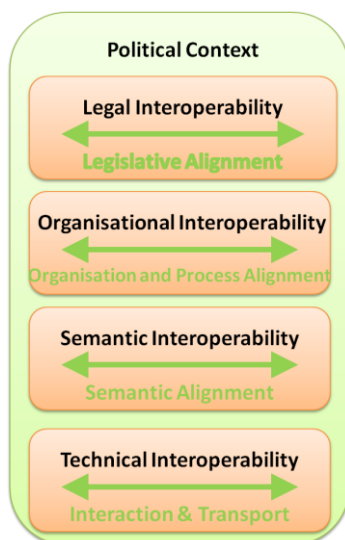 Political Context
Legal Interoperability
Legislative Alignment
Organisational Interoperability
Organisation and Process Alignment
Semantic Interoperability
Semantic Alignment
Technical Interoperability
Interaction & Transport